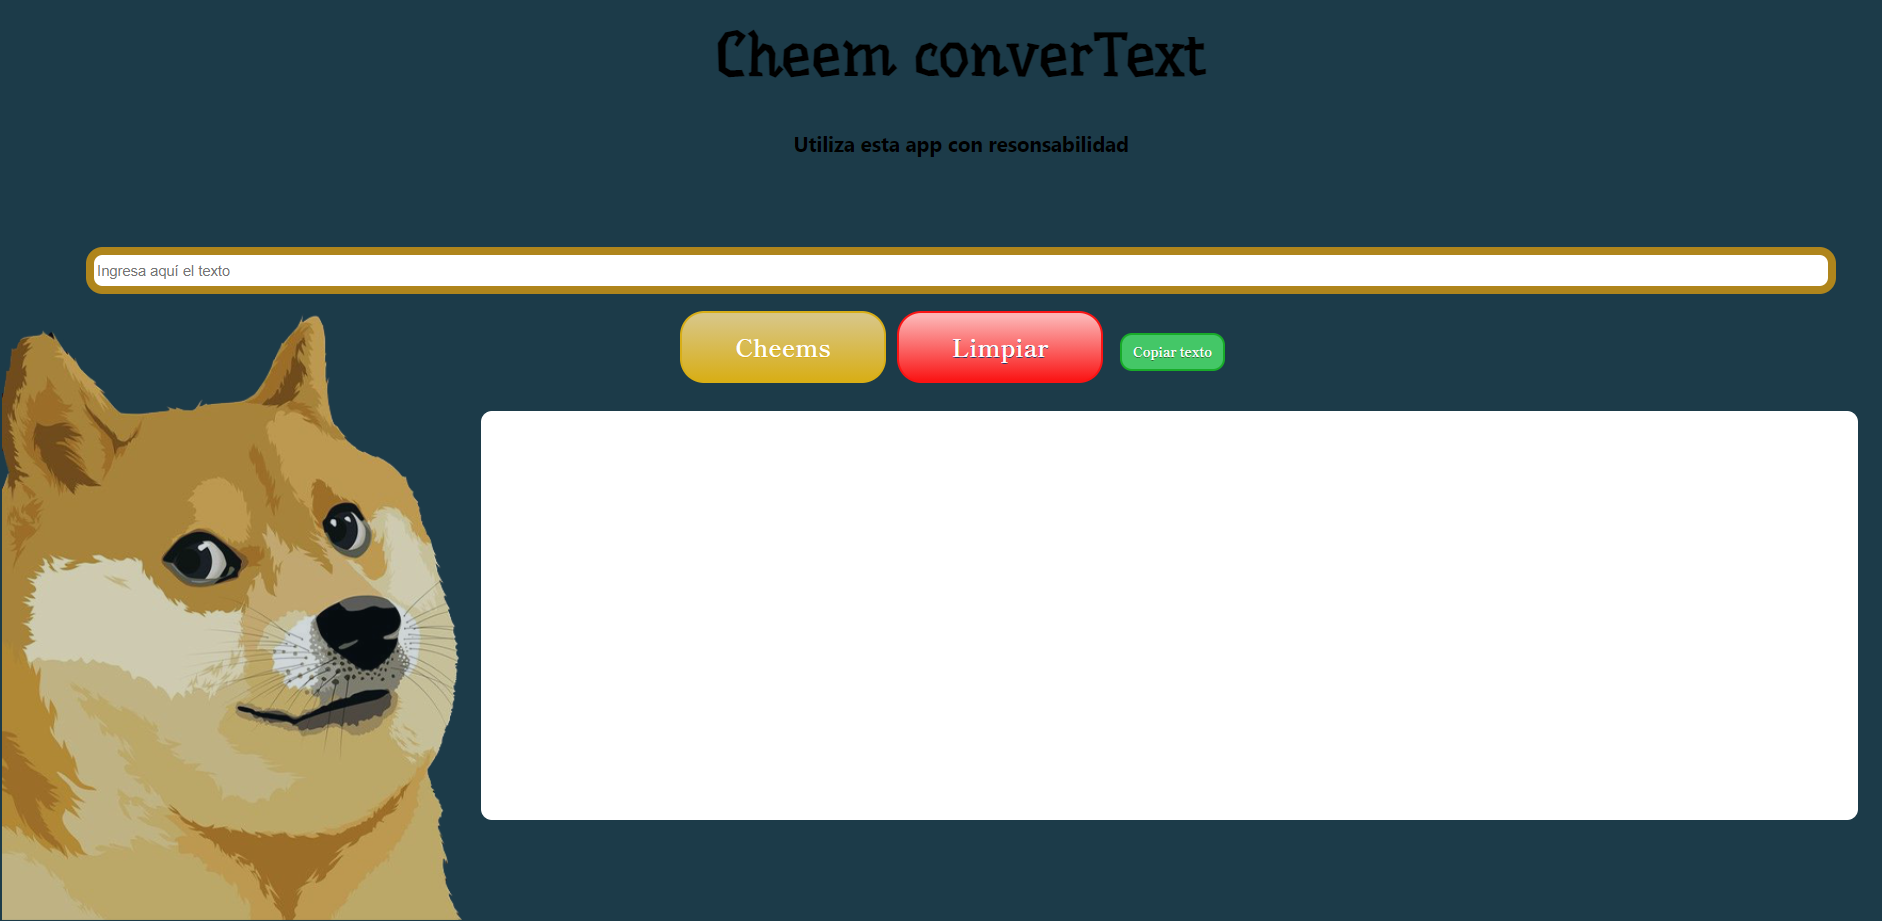 Cheem converText
Utiliza esta app con resonsabilidad
Ingresa aquí el texto
Cheems
Limpiar
Copiar texto